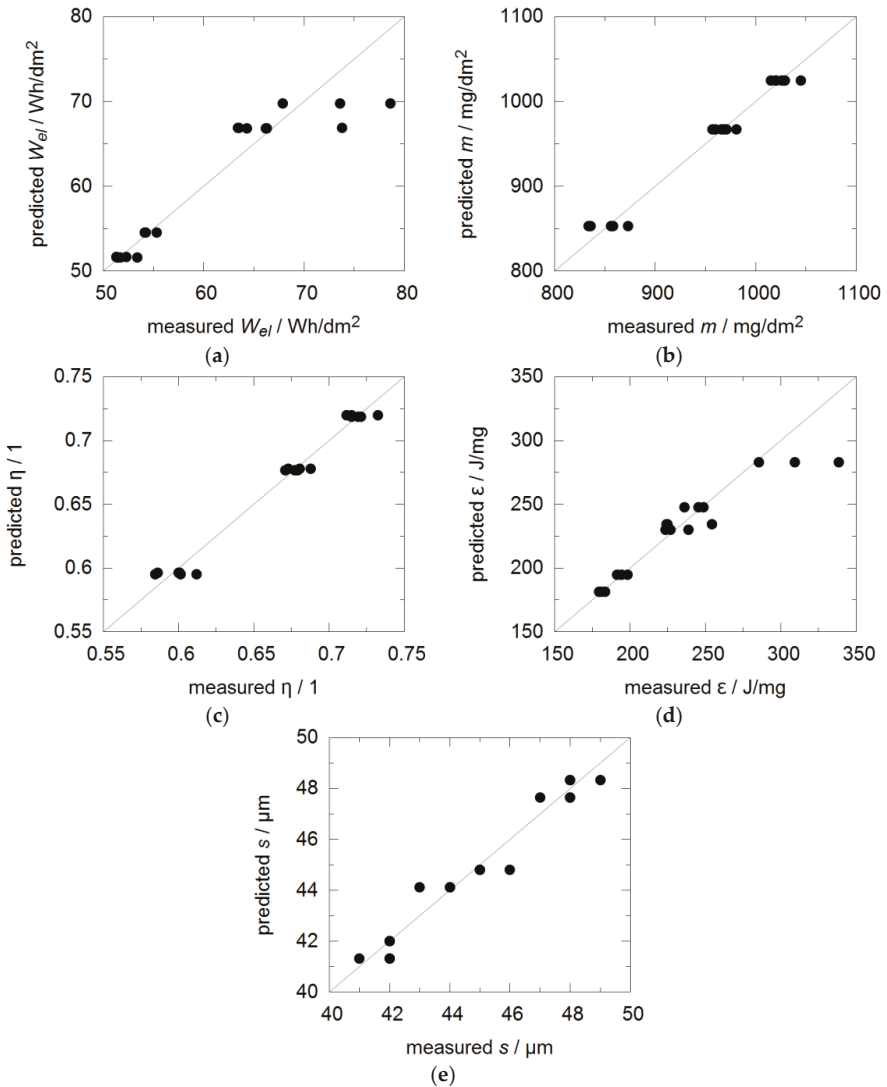 80
70
60
50
50 60 70 80
predicted W_el / Wh/dm²
measured W_el / Wh/dm²
(a)
1100
1000
900
800
800 900 1000 1100
predicted m / mg/dm²
measured m / mg/dm²
(b)
0.75
0.7
0.65
0.6
0.55
0.55 0.6 0.65 0.7 0.75
predicted η / 1
measured η / 1
(c)
350
300
250
200
150
150 200 250 300 350
predicted ε / J/mg
measured ε / J/mg
(d)
50
48
46
44
42
40
40 42 44 46 48 50
predicted s / µm
measured s / µm
(e)